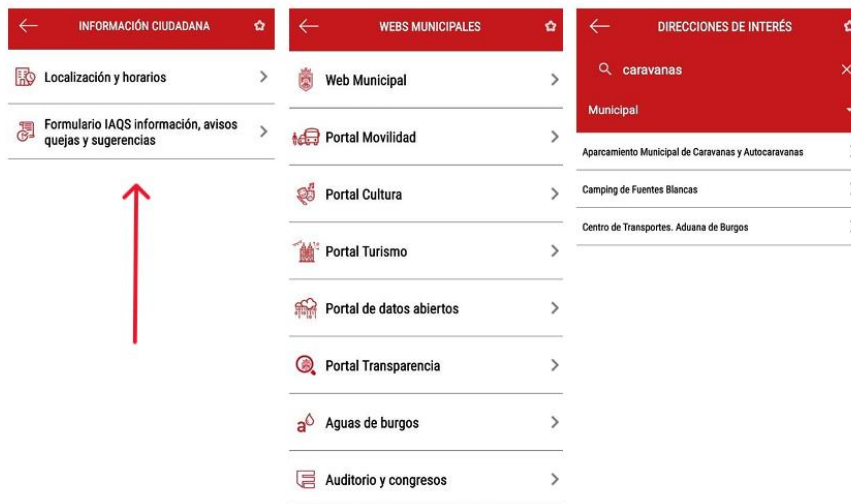 INFORMACIÓN CIUDADANA
Localización y horarios
Formulario IAQS información, avisos
quejas y sugerencias
WEBS MUNICIPALES
Web Municipal
Portal Movilidad
Portal Cultura
Portal Turismo
Portal de datos abiertos
Portal Transparencia
Aguas de burgos
Auditorio y congresos
DIRECCIONES DE INTERÉS
caravanas
Municipal
Aparcamiento Municipal de Caravanas y Autocaravanas
Camping de Fuentes Blancas
Centro de Transportes. Aduana de Burgos